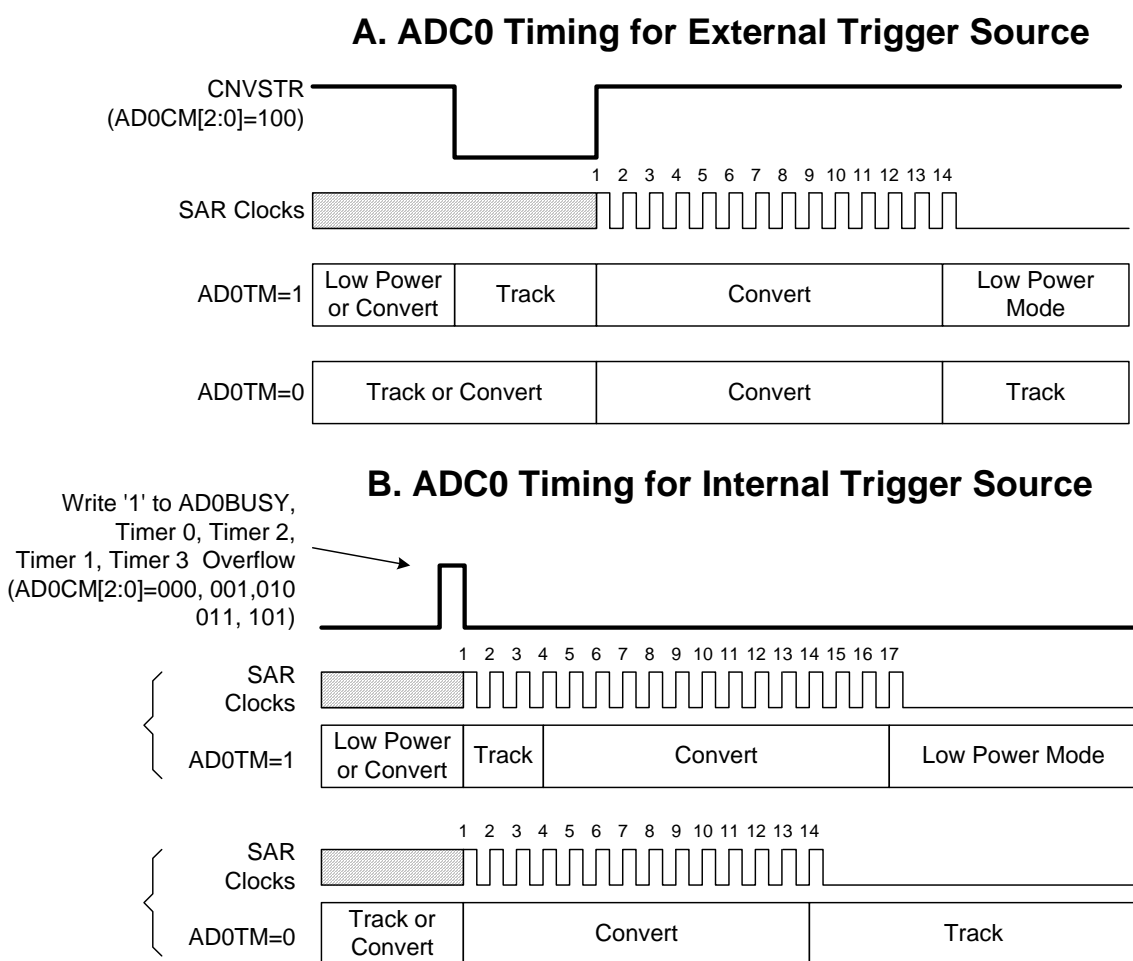 A. ADC0 Timing for External Trigger Source
CNVSTR
(AD0CM[2:0]=100)
1 2 3 4 5 6 7 8 9 10 11 12 13 14
SAR Clocks
AD0TM=1
Low Power
or Convert
Track
Convert
Low Power
Mode
AD0TM=0
Track or Convert
Convert
Track
B. ADC0 Timing for Internal Trigger Source
Write '1' to AD0BUSY,
Timer 0, Timer 2,
Timer 1, Timer 3 Overflow
(AD0CM[2:0]=000, 001,010
011, 101)
1 2 3 4 5 6 7 8 9 10 11 12 13 14 15 16 17
SAR
Clocks
AD0TM=1
Low Power
or Convert
Track
Convert
Low Power Mode
1 2 3 4 5 6 7 8 9 10 11 12 13 14
SAR
Clocks
AD0TM=0
Track or
Convert
Convert
Track